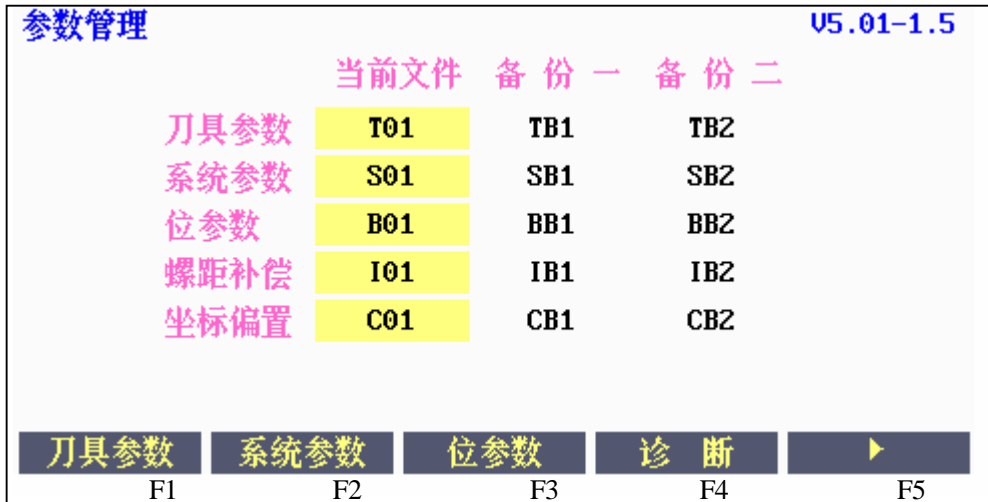 参数管理 V5.01-1.5
当前文件 备 份 一 备 份 二
刀具参数 T01 TB1 TB2
系统参数 S01 SB1 SB2
位参数 B01 BB1 BB2
螺距补偿 I01 IB1 IB2
坐标偏置 C01 CB1 CB2
刀具参数 系统参数 位参数 诊 断
F1 F2 F3 F4 F5